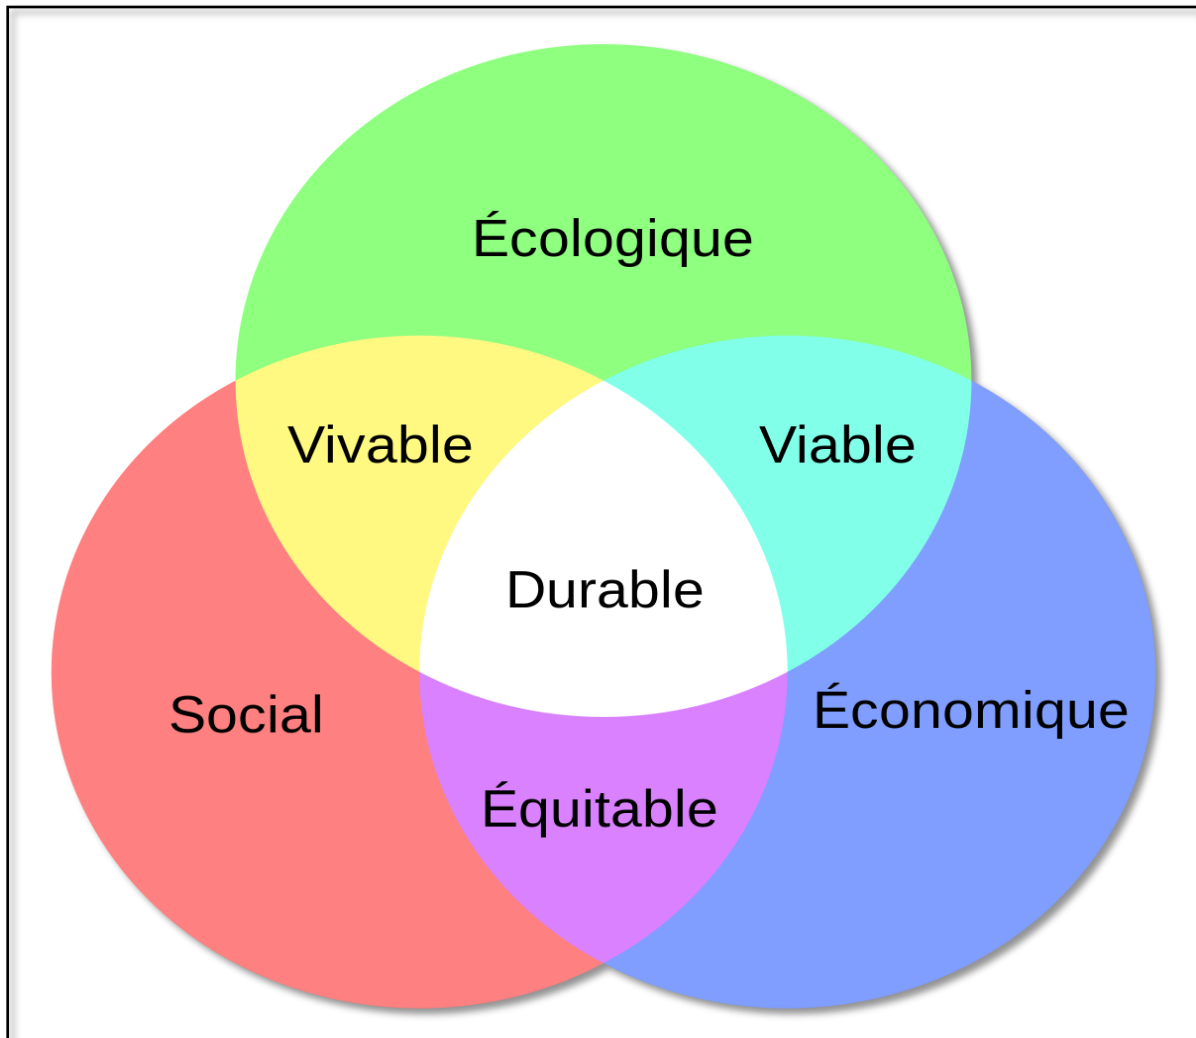 Écologique
Vivable
Viable
Durable
Social
Économique
Équitable